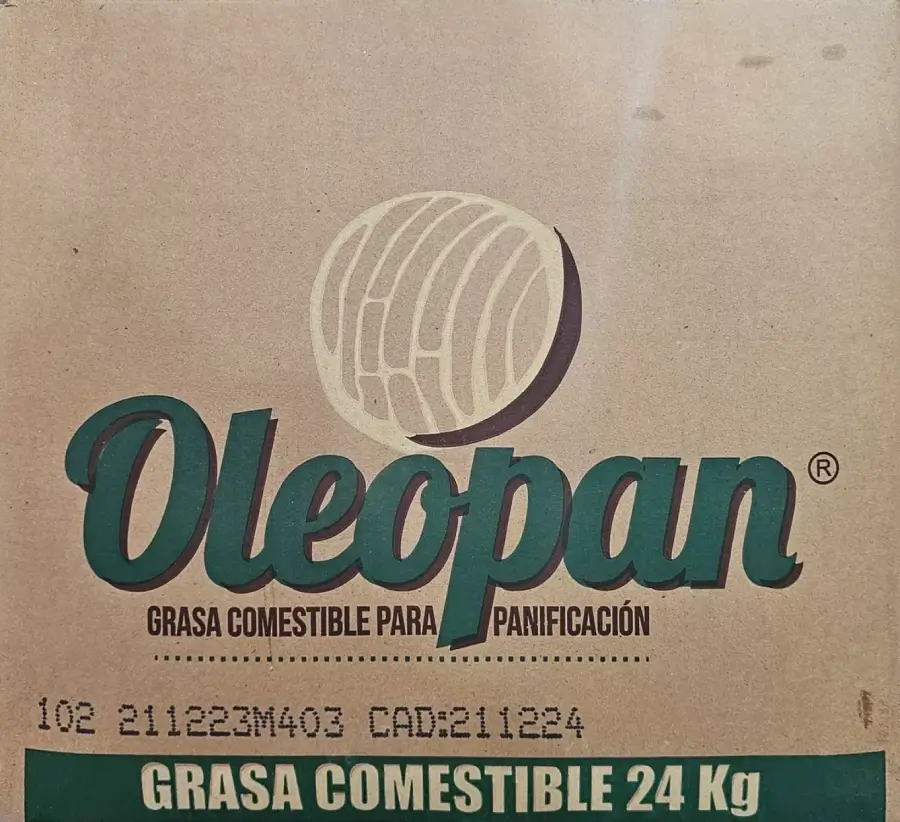 Oleopan®
GRASA COMESTIBLE PARA PANIFICACIÓN
102 211223M403 CAD:211224
GRASA COMESTIBLE 24 Kg